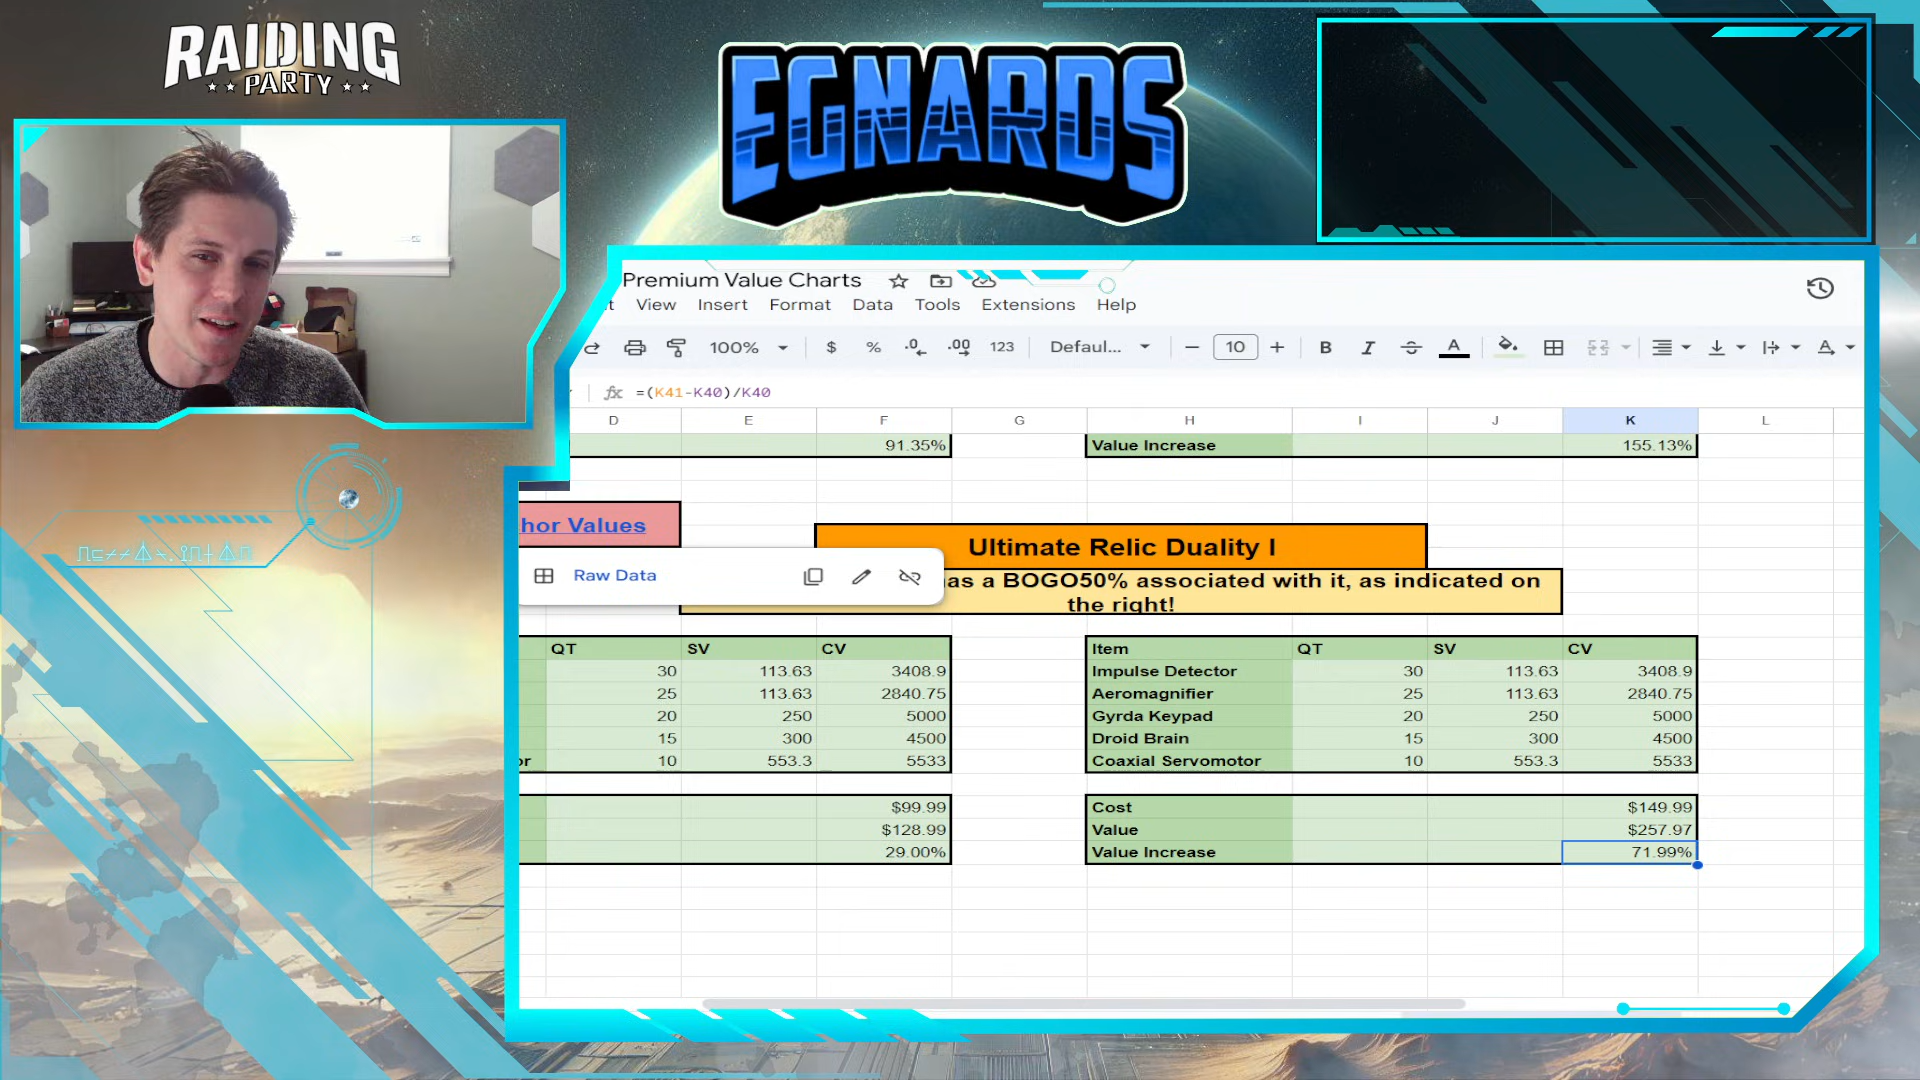 RAIDING
PARTY
EGNARDS
Premium Value Charts
View Insert Format Data Tools Extensions Help
100% $ % .0 .00 123 Defaul... 10 B I A A
fx =(K41-K40)/K40
D E F G H I J K L
91.35% Value Increase 155.13%
hor Values
Ultimate Relic Duality I
Raw Data
as a BOGO50% associated with it, as indicated on
the right!
QT SV CV Item QT SV CV
30 113.63 3408.9 Impulse Detector 30 113.63 3408.9
25 113.63 2840.75 Aeromagnifier 25 113.63 2840.75
20 250 5000 Gyrda Keypad 20 250 5000
15 300 4500 Droid Brain 15 300 4500
or 10 553.3 5533 Coaxial Servomotor 10 553.3 5533
$99.99 Cost $149.99
$128.99 Value $257.97
29.00% Value Increase 71.99%